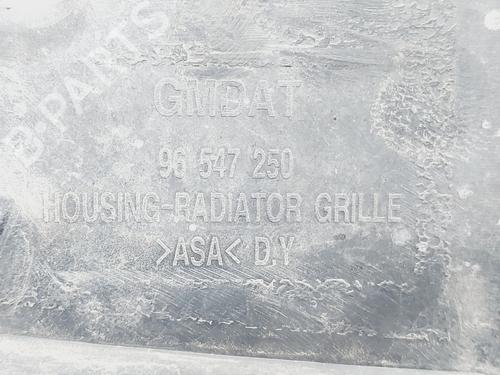 B-PARTS
GMDAT
96 547 250
HOUSING-RADIATOR GRILLE
>ASA< D.Y